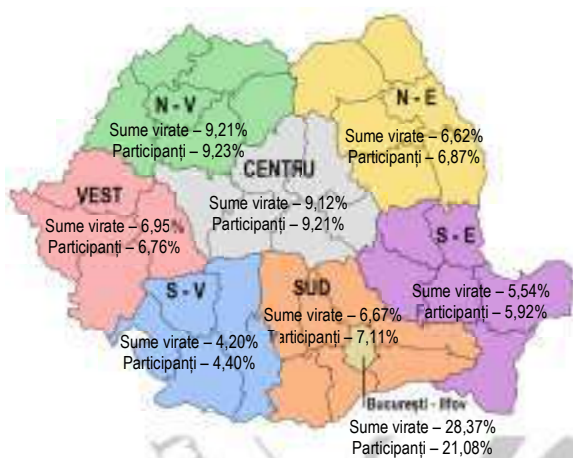 N - V
Sume virate – 9,21%
Participanți – 9,23%
N - E
Sume virate – 6,62%
Participanți – 6,87%
CENTRU
Sume virate – 9,12%
Participanți – 9,21%
VEST
Sume virate – 6,95%
Participanți – 6,76%
S - E
Sume virate – 5,54%
Participanți – 5,92%
S - V
Sume virate – 4,20%
Participanți – 4,40%
SUD
Sume virate – 6,67%
Participanți – 7,11%
București - Ilfov
Sume virate – 28,37%
Participanți – 21,08%